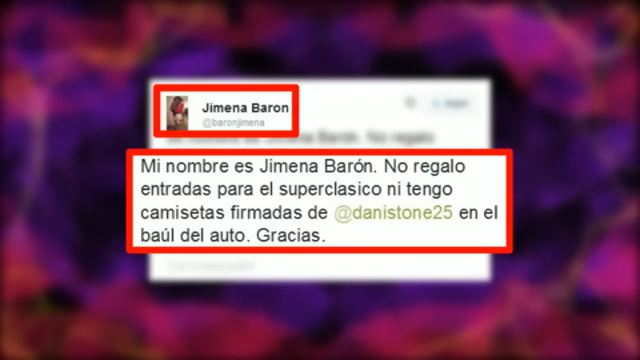 Jimena Baron
@baronjimena
Mi nombre es Jimena Barón. No regalo
entradas para el superclasico ni tengo
camisetas firmadas de @danistone25 en el
baúl del auto. Gracias.